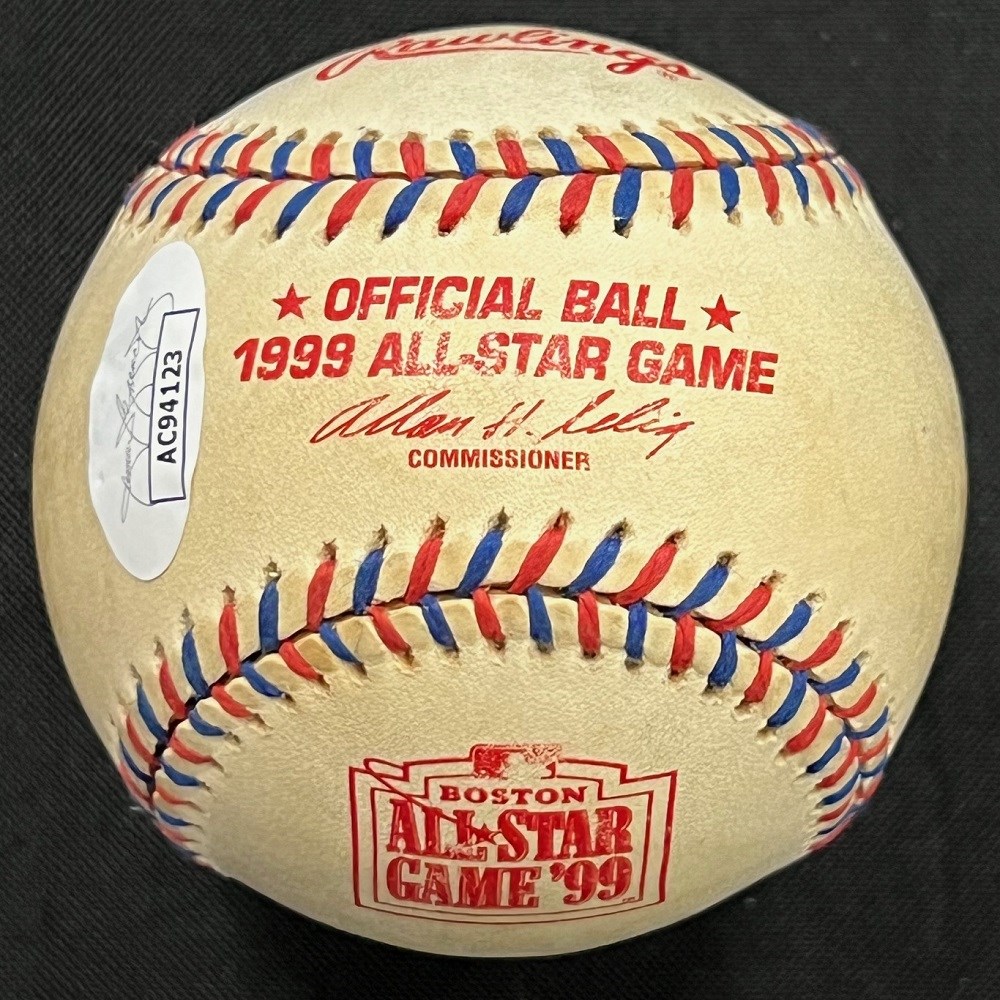 Rawlings®
★ OFFICIAL BALL ★
1999 ALL-STAR GAME
Allan H. Selig
COMMISSIONER
AC94123
BOSTON
ALL★STAR
GAME '99